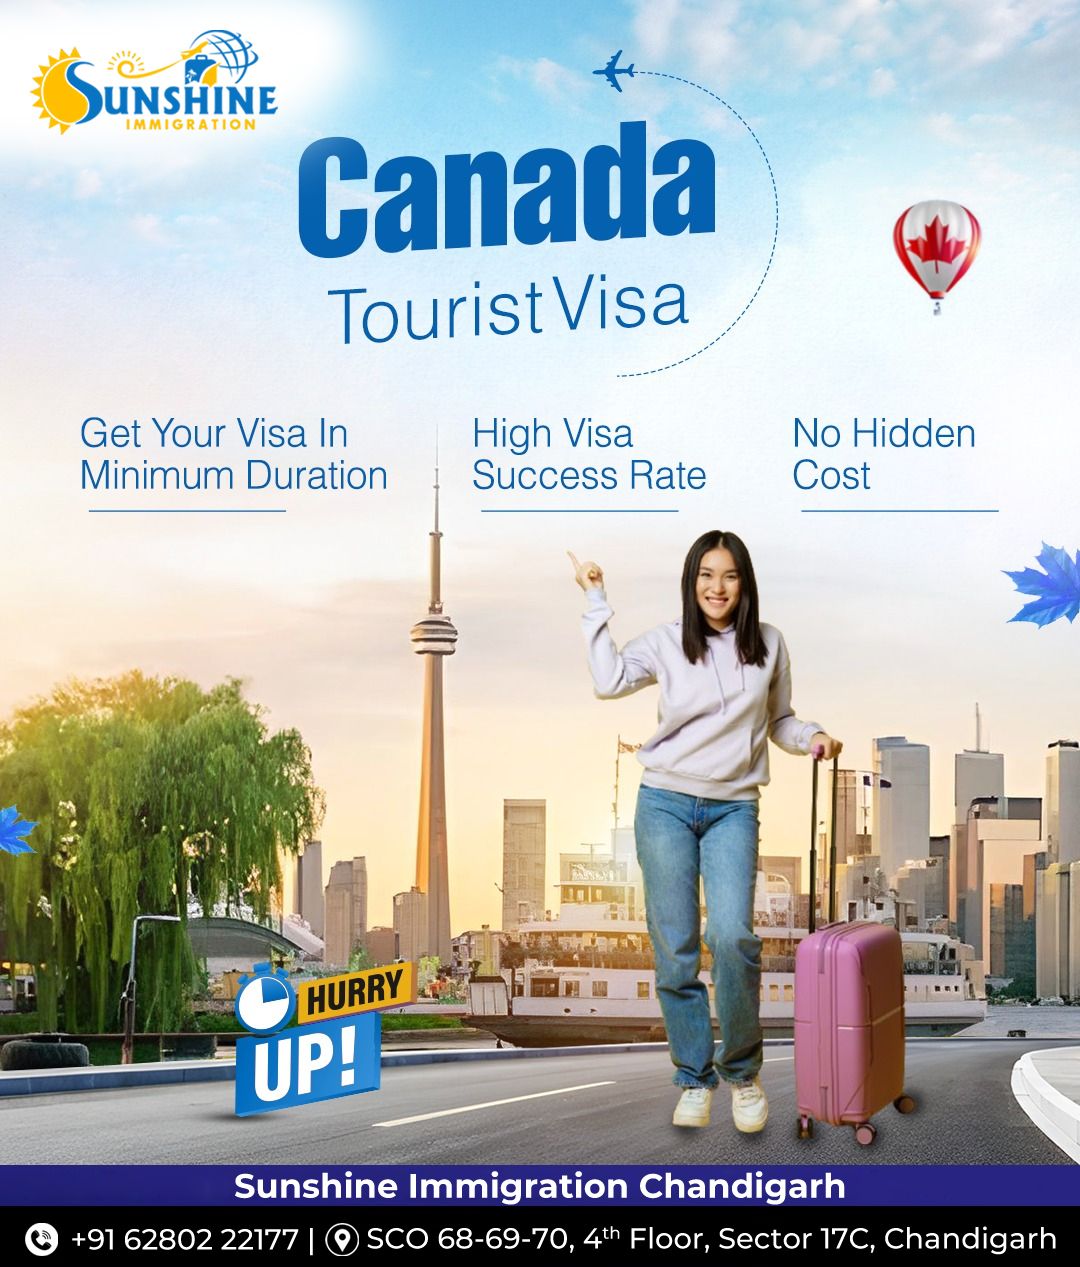 SUNSHINE
IMMIGRATION
Canada
Tourist Visa
Get Your Visa In
Minimum Duration
High Visa
Success Rate
No Hidden
Cost
HURRY
UP!
Sunshine Immigration Chandigarh
+91 62802 22177 | SCO 68-69-70, 4th Floor, Sector 17C, Chandigarh